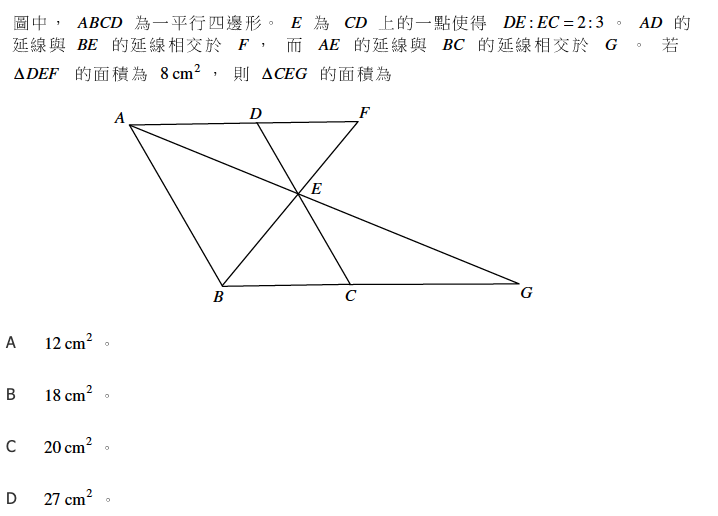 圖中， ABCD 為一平行四邊形。 E 為 CD 上的一點使得 DE : EC = 2 : 3 。 AD 的
延線與 BE 的延線相交於 F ， 而 AE 的延線與 BC 的延線相交於 G 。 若
ΔDEF 的面積為 8 cm² ， 則 ΔCEG 的面積為
A
D
F
E
B
C
G
A 12 cm² 。
B 18 cm² 。
C 20 cm² 。
D 27 cm² 。